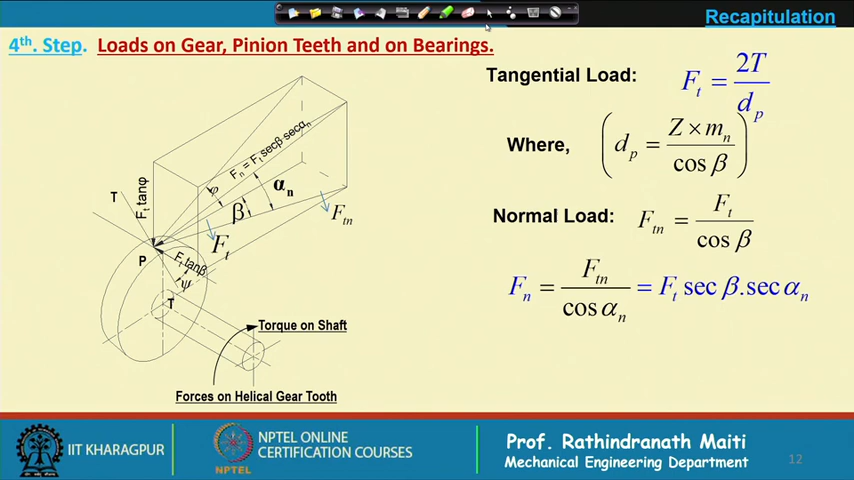 Recapitulation
4th. Step. Loads on Gear, Pinion Teeth and on Bearings.
Tangential Load: F_t = 2T / d_p
Where, ( d_p = Z × m_n / cos β )
Normal Load: F_tn = F_t / cos β
F_n = F_tn / cos α_n = F_t sec β.sec α_n
F_n = F_t secβ secα_n
φ
α_n
β
F_tn
F_t
T
F_t tanφ
P
F_t tanβ
ψ
T
Torque on Shaft
Forces on Helical Gear Tooth
IIT KHARAGPUR
NPTEL
NPTEL ONLINE
CERTIFICATION COURSES
Prof. Rathindranath Maiti
Mechanical Engineering Department
12